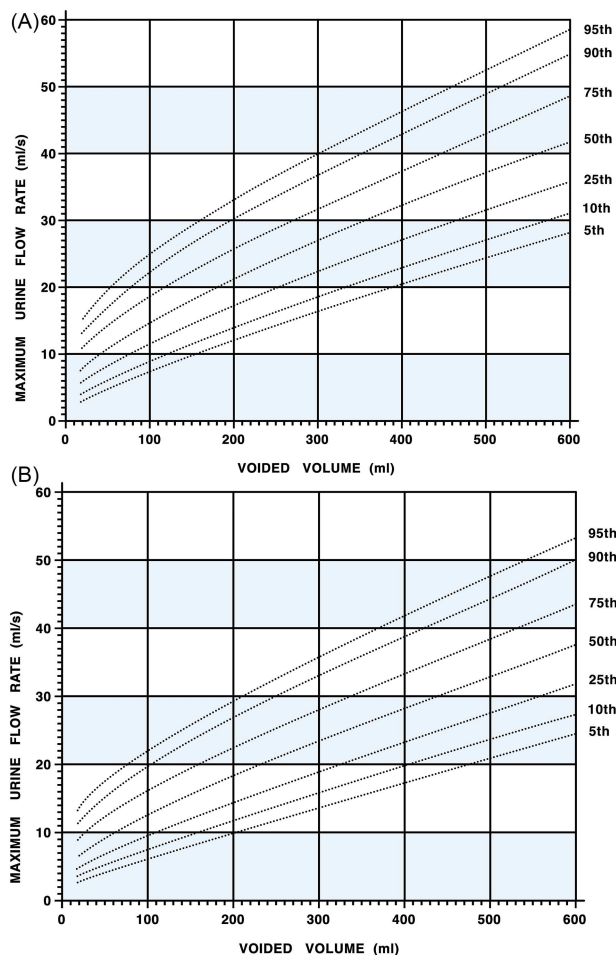 (A)
60
50
40
30
20
10
0
MAXIMUM URINE FLOW RATE (ml/s)
95th
90th
75th
50th
25th
10th
5th
0 100 200 300 400 500 600
VOIDED VOLUME (ml)
(B)
60
50
40
30
20
10
0
MAXIMUM URINE FLOW RATE (ml/s)
95th
90th
75th
50th
25th
10th
5th
0 100 200 300 400 500 600
VOIDED VOLUME (ml)